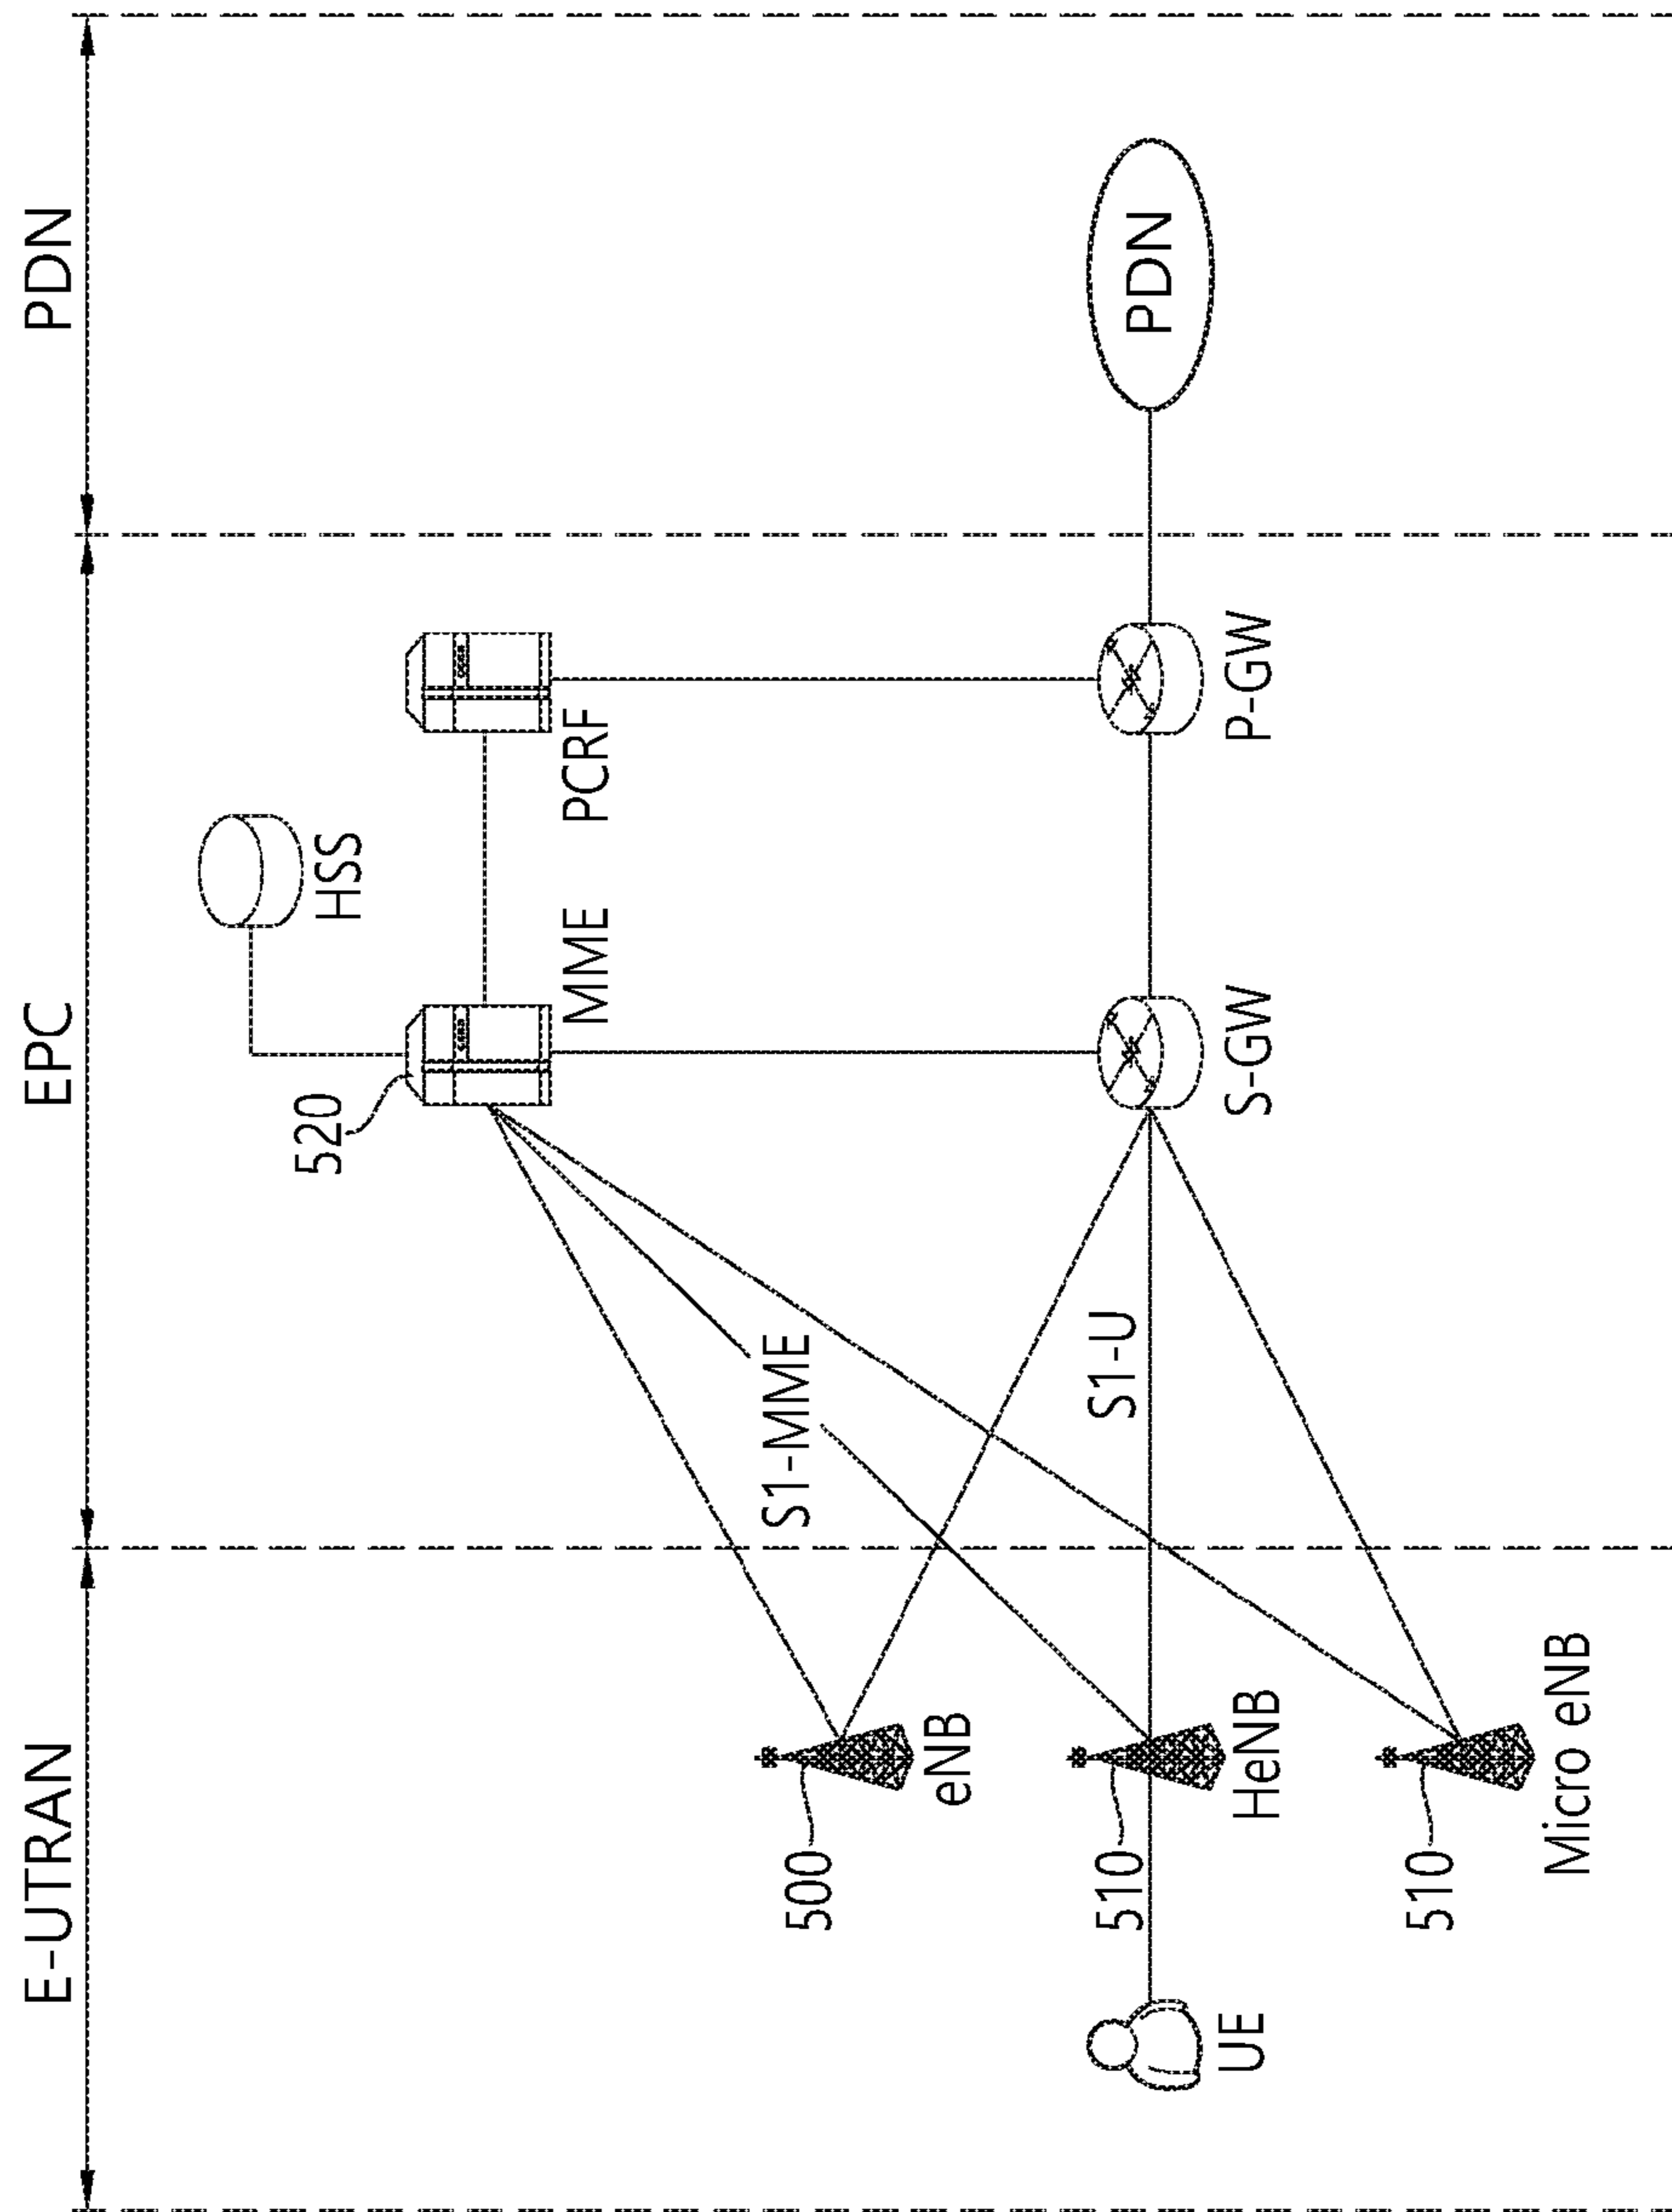 E-UTRAN
EPC
PDN
HSS
520
MME
PCRF
S1-MME
500
eNB
UE
510
HeNB
S1-U
S-GW
P-GW
PDN
510
Micro eNB